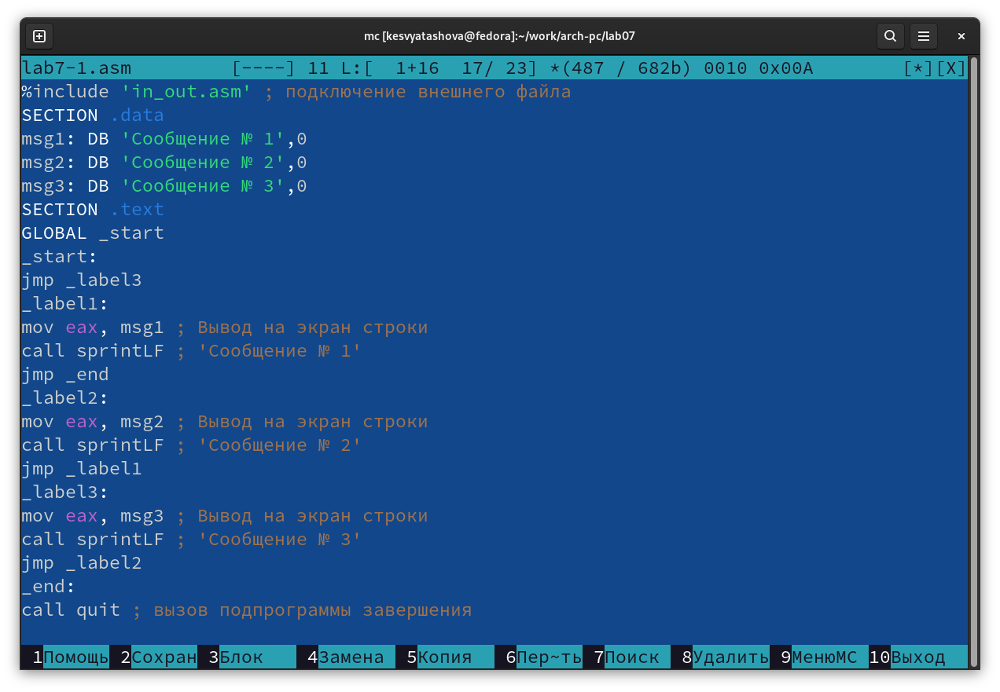 mc [kesvyatashova@fedora]:~/work/arch-pc/lab07
lab7-1.asm [----] 11 L:[ 1+16 17/ 23] *(487 / 682b) 0010 0x00A [*][X]
%include 'in_out.asm' ; подключение внешнего файла
SECTION .data
msg1: DB 'Сообщение № 1',0
msg2: DB 'Сообщение № 2',0
msg3: DB 'Сообщение № 3',0
SECTION .text
GLOBAL _start
_start:
jmp _label3
_label1:
mov eax, msg1 ; Вывод на экран строки
call sprintLF ; 'Сообщение № 1'
jmp _end
_label2:
mov eax, msg2 ; Вывод на экран строки
call sprintLF ; 'Сообщение № 2'
jmp _label1
_label3:
mov eax, msg3 ; Вывод на экран строки
call sprintLF ; 'Сообщение № 3'
jmp _label2
_end:
call quit ; вызов подпрограммы завершения
1Помощь 2Сохран 3Блок 4Замена 5Копия 6Пер~ть 7Поиск 8Удалить 9МенюMC 10Выход